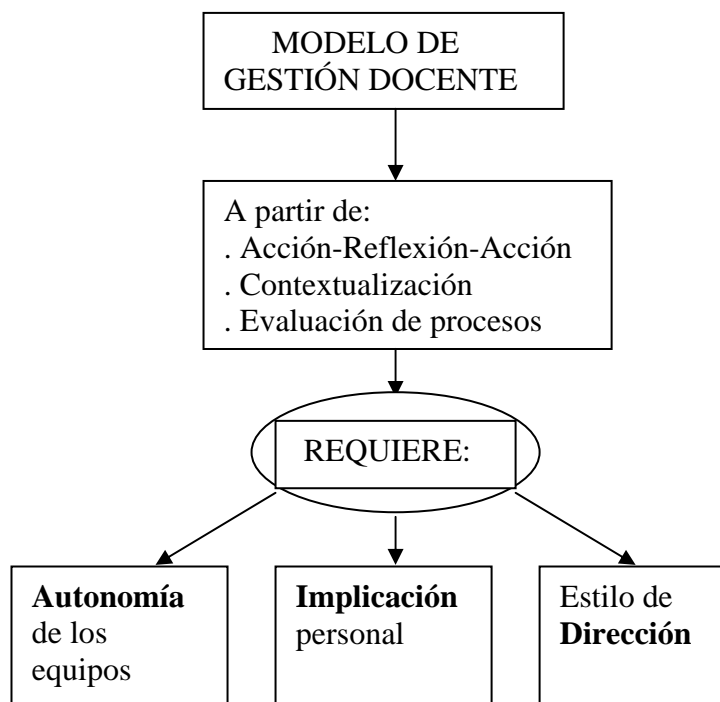 MODELO DE
GESTIÓN DOCENTE
A partir de:
. Acción-Reflexión-Acción
. Contextualización
. Evaluación de procesos
REQUIERE:
Autonomía
de los
equipos
Implicación
personal
Estilo de
Dirección